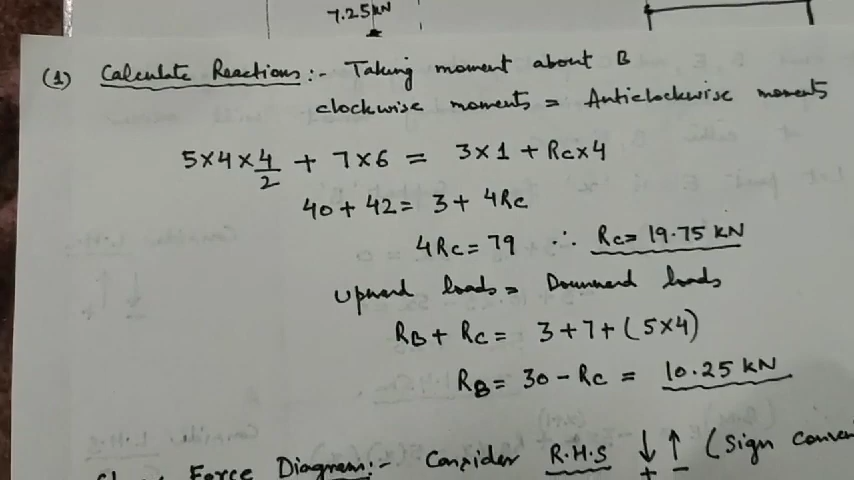 7.25kN
(1) Calculate Reactions:- Taking moment about B
clockwise moments = Anticlockwise moments
5×4×4/2 + 7×6 = 3×1 + Rc×4
40 + 42 = 3 + 4Rc
4Rc = 79 ∴ Rc = 19.75 kN
Upward loads = Downward loads
RB + Rc = 3+7+(5×4)
RB = 30 - Rc = 10.25 kN
Force Diagram:- Consider R.H.S ↓+ ↑- (Sign conven